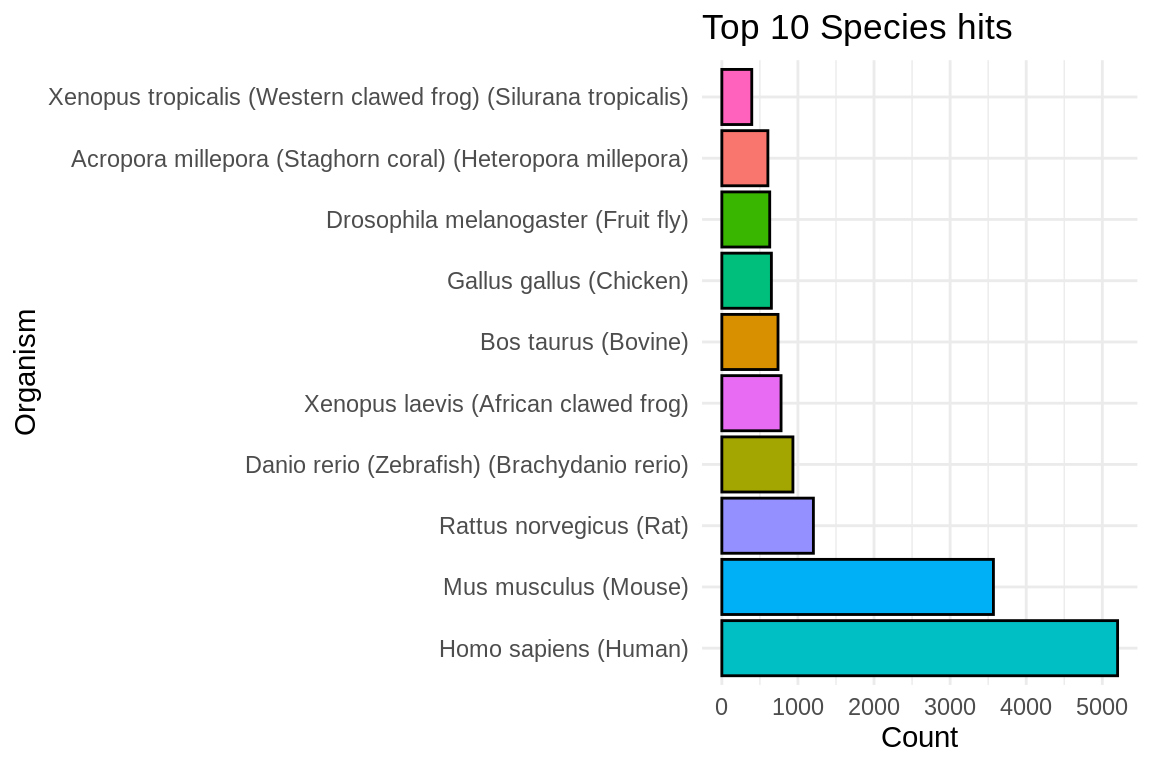 Top 10 Species hits
Xenopus tropicalis (Western clawed frog) (Silurana tropicalis)
Acropora millepora (Staghorn coral) (Heteropora millepora)
Drosophila melanogaster (Fruit fly)
Gallus gallus (Chicken)
Bos taurus (Bovine)
Xenopus laevis (African clawed frog)
Danio rerio (Zebrafish) (Brachydanio rerio)
Rattus norvegicus (Rat)
Mus musculus (Mouse)
Homo sapiens (Human)
Organism
0 1000 2000 3000 4000 5000
Count